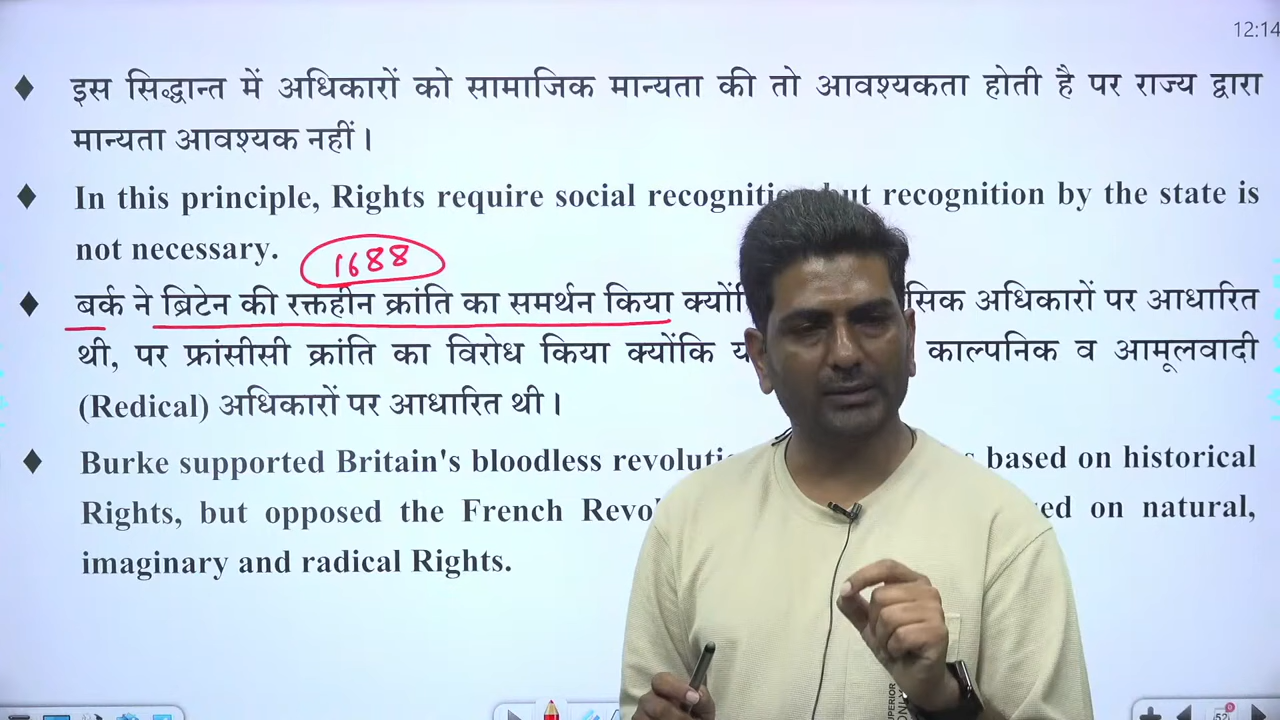 12:14
♦ इस सिद्धान्त में अधिकारों को सामाजिक मान्यता की तो आवश्यकता होती है पर राज्य द्वारा
मान्यता आवश्यक नहीं।
♦ In this principle, Rights require social but recognition by the state is
not necessary.
1688
♦ बर्क ने ब्रिटेन की रक्तहीन क्रांति का समर्थन किया अधिकारों पर आधारित
थी, पर फ्रांसीसी क्रांति का विरोध किया क्योंकि काल्पनिक व आमूलवादी
(Redical) अधिकारों पर आधारित थी।
♦ Burke supported Britain's bloodless based on historical
Rights, but opposed the French on natural,
imaginary and radical Rights.
52